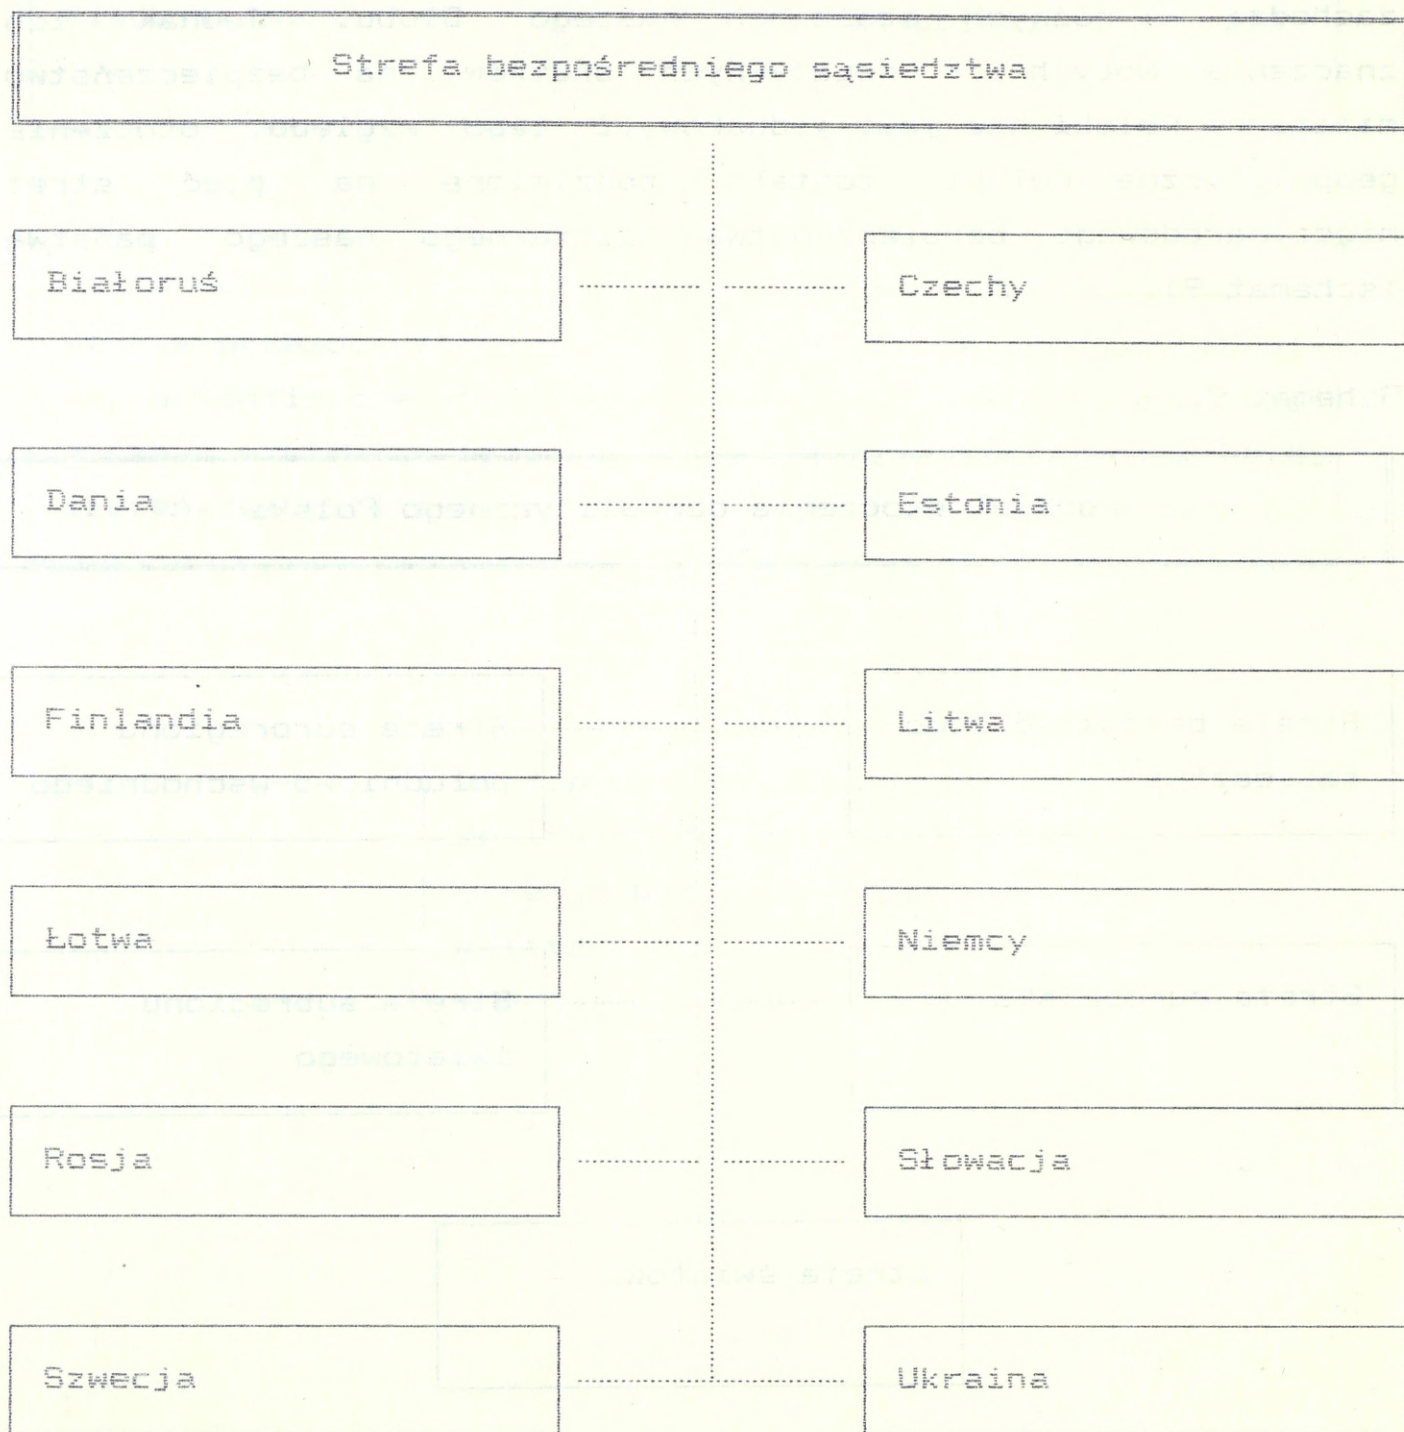 Strefa bezpośredniego sąsiedztwa
Białoruś Czechy
Dania Estonia
Finlandia Litwa
Łotwa Niemcy
Rosja Słowacja
Szwecja Ukraina